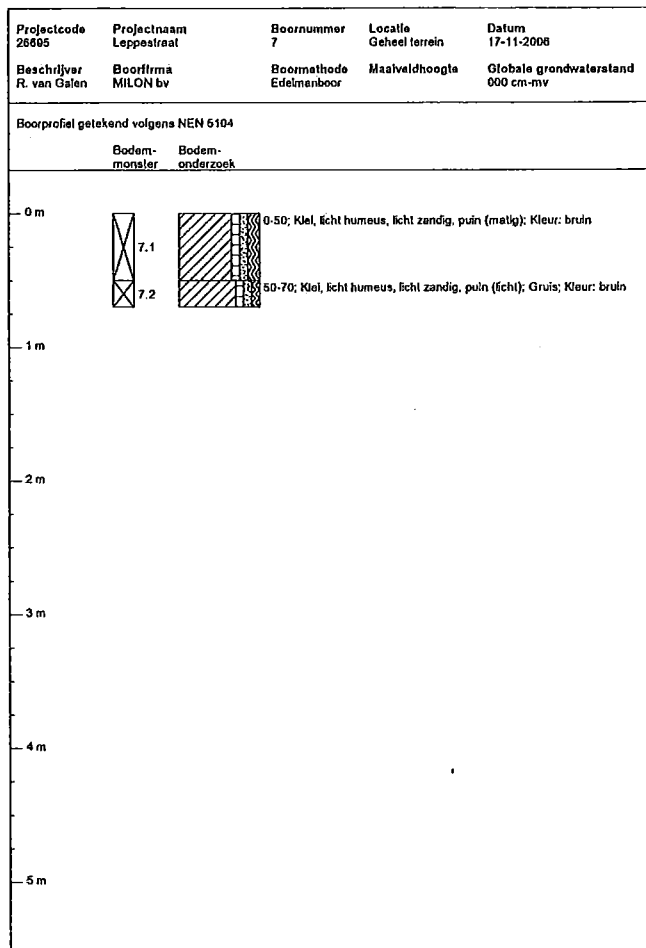 Projectcode Projectnaam Boornummer Locatie Datum
26695 Leppestraat 7 Geheel terrein 17-11-2006
Beschrijver Boorfirma Boormethode Maaiveldhoogte Globale grondwaterstand
R. van Galen MILON bv Edelmanboor 000 cm-mv
Boorprofiel getekend volgens NEN 5104
Bodem- Bodem-
monster onderzoek
0 m
0-50; Klei, licht humeus, licht zandig, puin (matig); Kleur: bruin
7.1
50-70; Klei, licht humeus, licht zandig, puin (licht); Gruis; Kleur: bruin
7.2
1 m
2 m
3 m
4 m
5 m